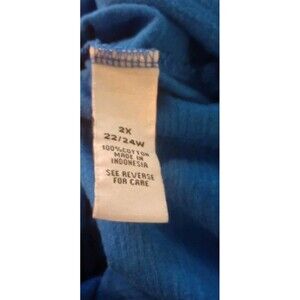 2X
22/24W
100%COTTON
MADE IN
INDONESIA
SEE REVERSE
FOR CARE